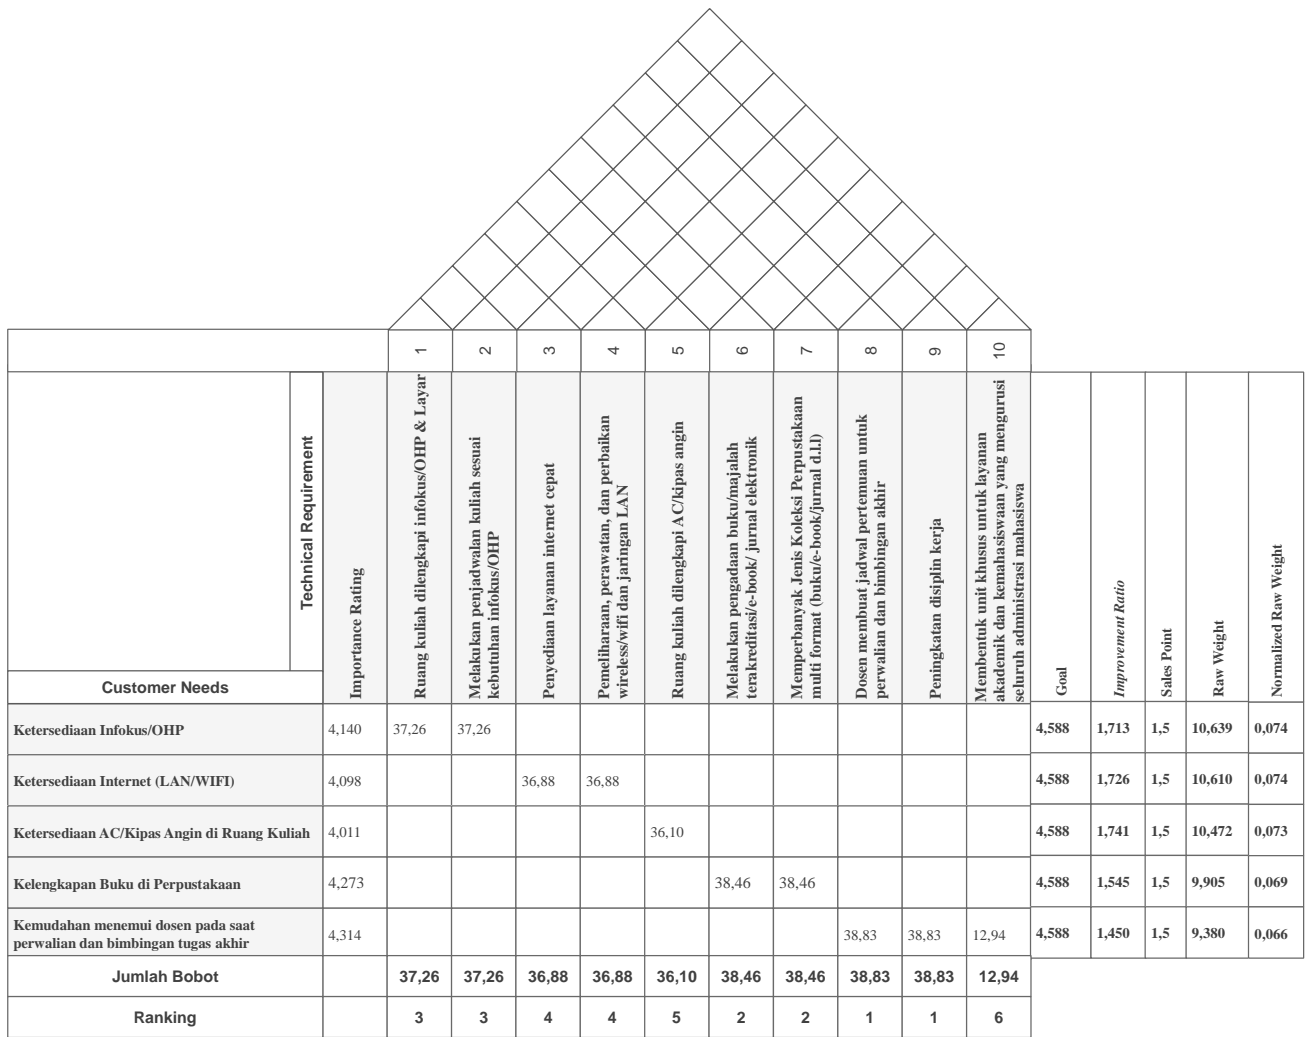 1 2 3 4 5 6 7 8 9 10
Technical Requirement
Customer Needs
Importance Rating
Ruang kuliah dilengkapi infokus/OHP & Layar
Melakukan penjadwalan kuliah sesuai
kebutuhan infokus/OHP
Penyediaan layanan internet cepat
Pemeliharaan, perawatan, dan perbaikan
wireless/wifi dan jaringan LAN
Ruang kuliah dilengkapi AC/kipas angin
Melakukan pengadaan buku/majalah
terakreditasi/e-book/ jurnal elektronik
Memperbanyak Jenis Koleksi Perpustakaan
multi format (buku/e-book/jurnal d.l.l)
Dosen membuat jadwal pertemuan untuk
perwalian dan bimbingan akhir
Peningkatan disiplin kerja
Membentuk unit khusus untuk layanan
akademik dan kemahasiswaan yang mengurusi
seluruh administrasi mahasiswa
Goal
Improvement Ratio
Sales Point
Raw Weight
Normalized Raw Weight
Ketersediaan Infokus/OHP 4,140 37,26 37,26 4,588 1,713 1,5 10,639 0,074
Ketersediaan Internet (LAN/WIFI) 4,098 36,88 36,88 4,588 1,726 1,5 10,610 0,074
Ketersediaan AC/Kipas Angin di Ruang Kuliah 4,011 36,10 4,588 1,741 1,5 10,472 0,073
Kelengkapan Buku di Perpustakaan 4,273 38,46 38,46 4,588 1,545 1,5 9,905 0,069
Kemudahan menemui dosen pada saat
perwalian dan bimbingan tugas akhir 4,314 38,83 38,83 12,94 4,588 1,450 1,5 9,380 0,066
Jumlah Bobot 37,26 37,26 36,88 36,88 36,10 38,46 38,46 38,83 38,83 12,94
Ranking 3 3 4 4 5 2 2 1 1 6